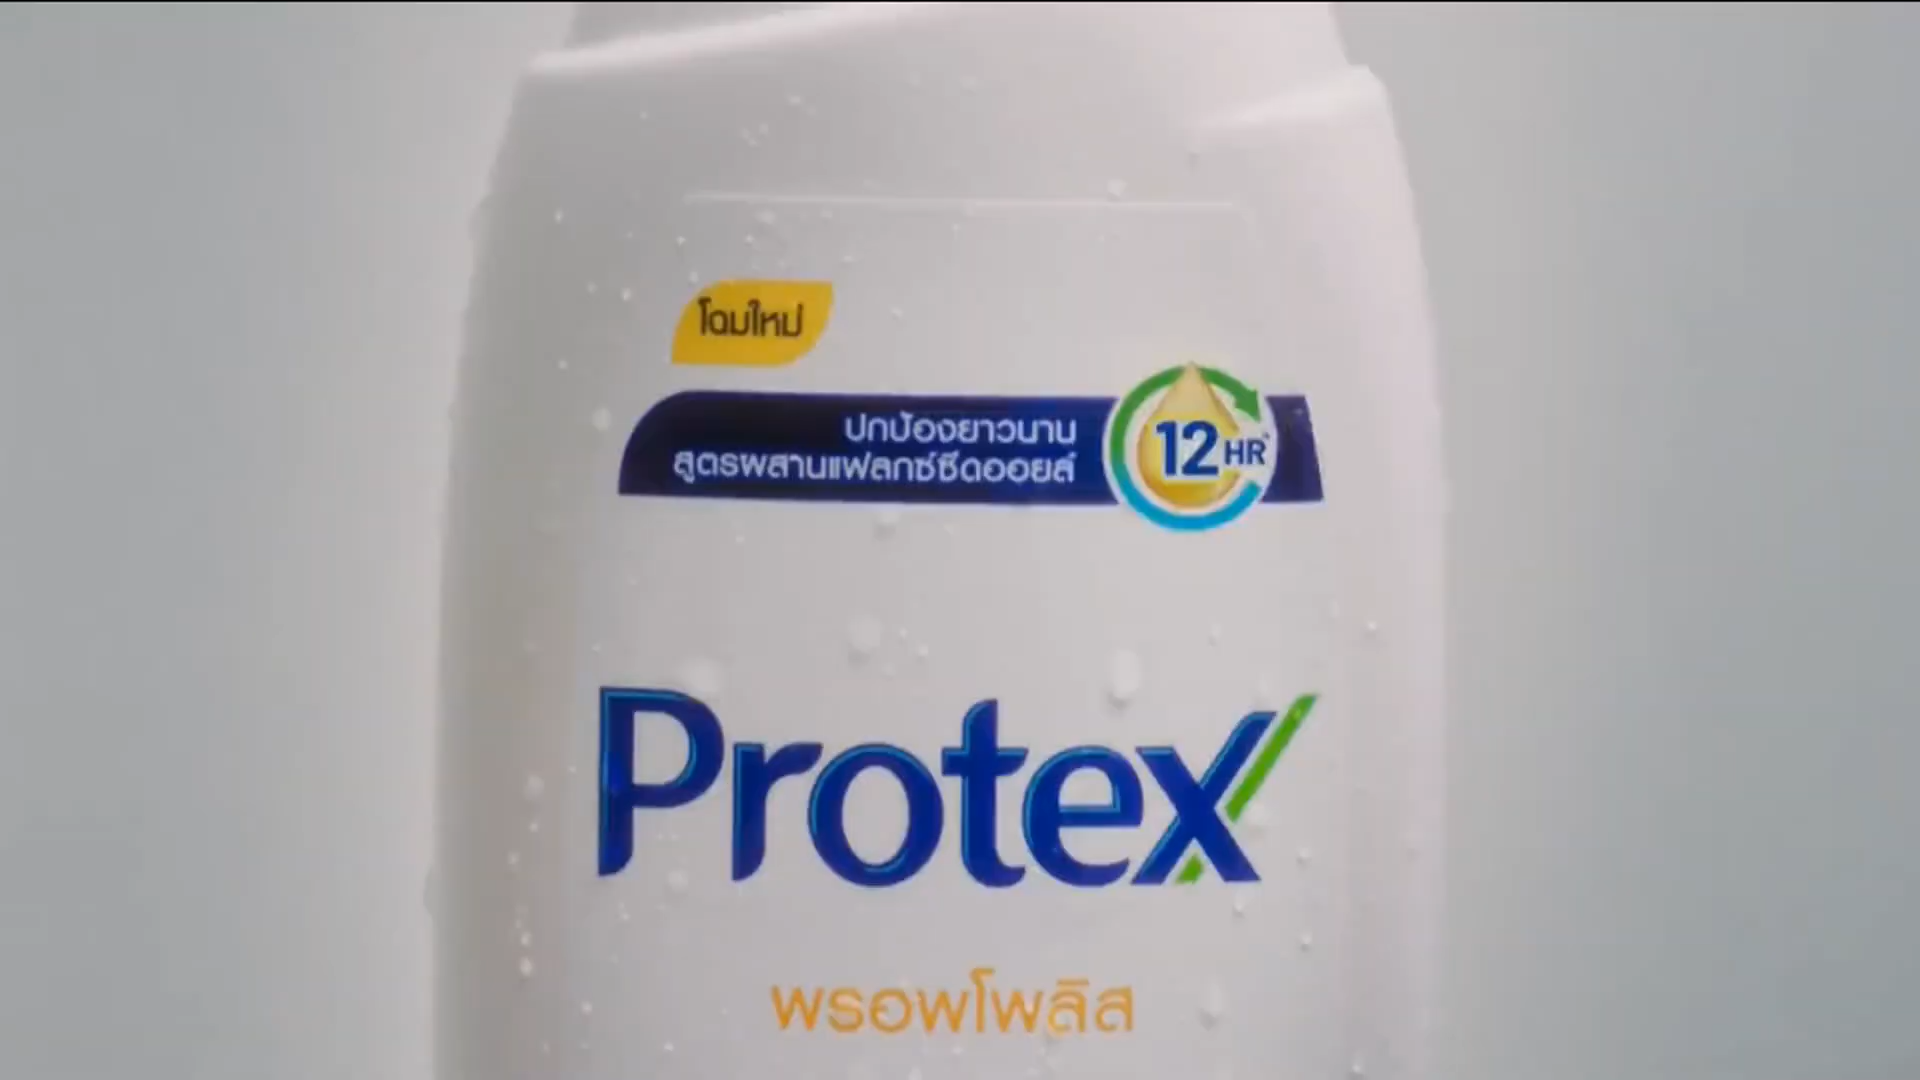 โฉมใหม่
ปกป้องยาวนาน
สูตรผสานแฟลกซ์ซีดออยล์
12HR*
Protex
พรอพโพลิส